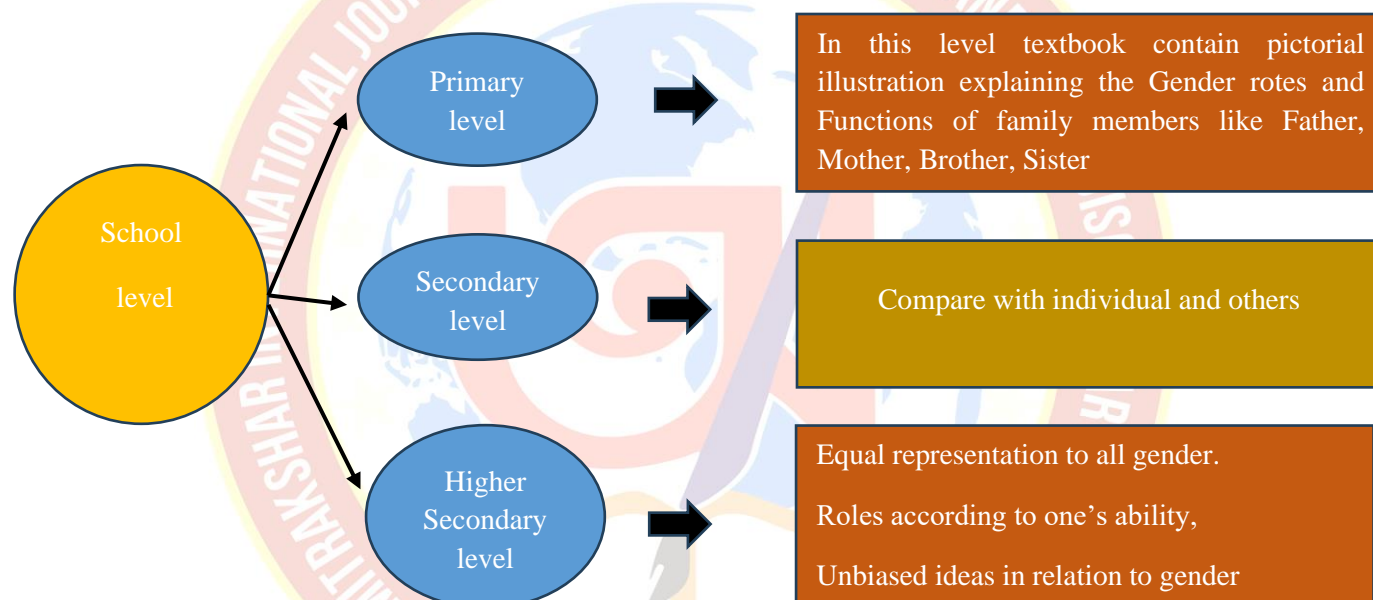 School
level
Primary
level
In this level textbook contain pictorial
illustration explaining the Gender rotes and
Functions of family members like Father,
Mother, Brother, Sister
Secondary
level
Compare with individual and others
Higher
Secondary
level
Equal representation to all gender.
Roles according to one’s ability,
Unbiased ideas in relation to gender